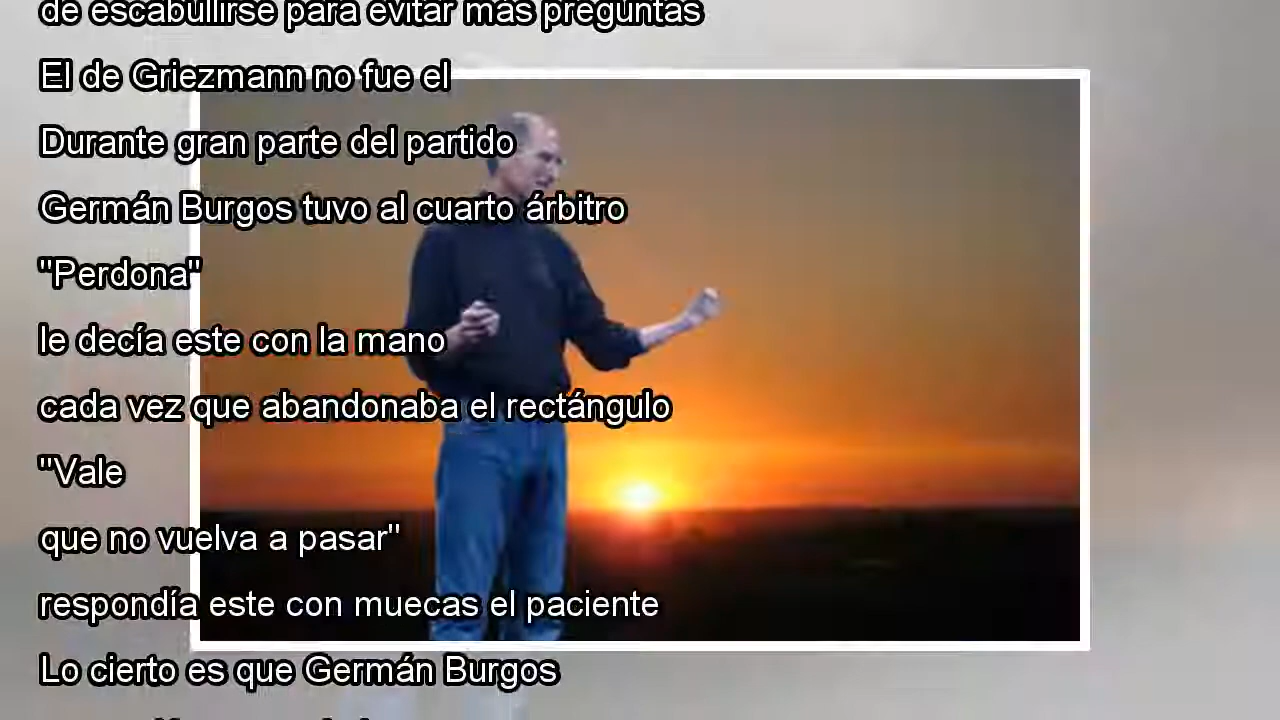 de escabullirse para evitar más preguntas
El de Griezmann no fue el
Durante gran parte del partido
Germán Burgos tuvo al cuarto árbitro
"Perdona"
le decía este con la mano
cada vez que abandonaba el rectángulo
"Vale
que no vuelva a pasar"
respondía este con muecas el paciente
Lo cierto es que Germán Burgos